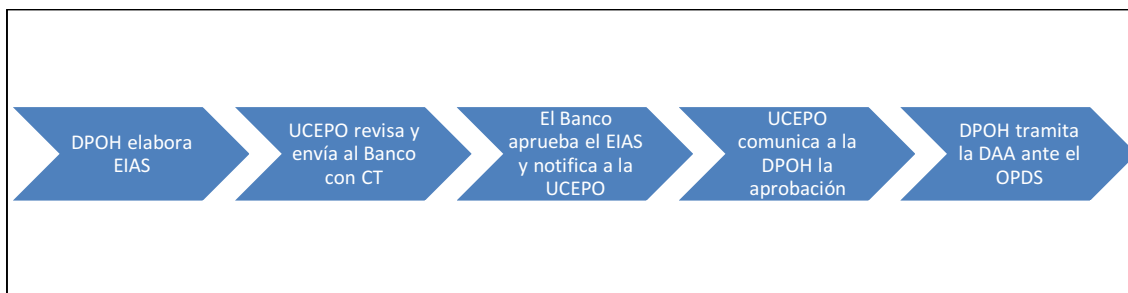 DPOH elabora
EIAS
UCEPO revisa y
envía al Banco
con CT
El Banco
aprueba el EIAS
y notifica a la
UCEPO
UCEPO
comunica a la
DPOH la
aprobación
DPOH tramita
la DAA ante el
OPDS